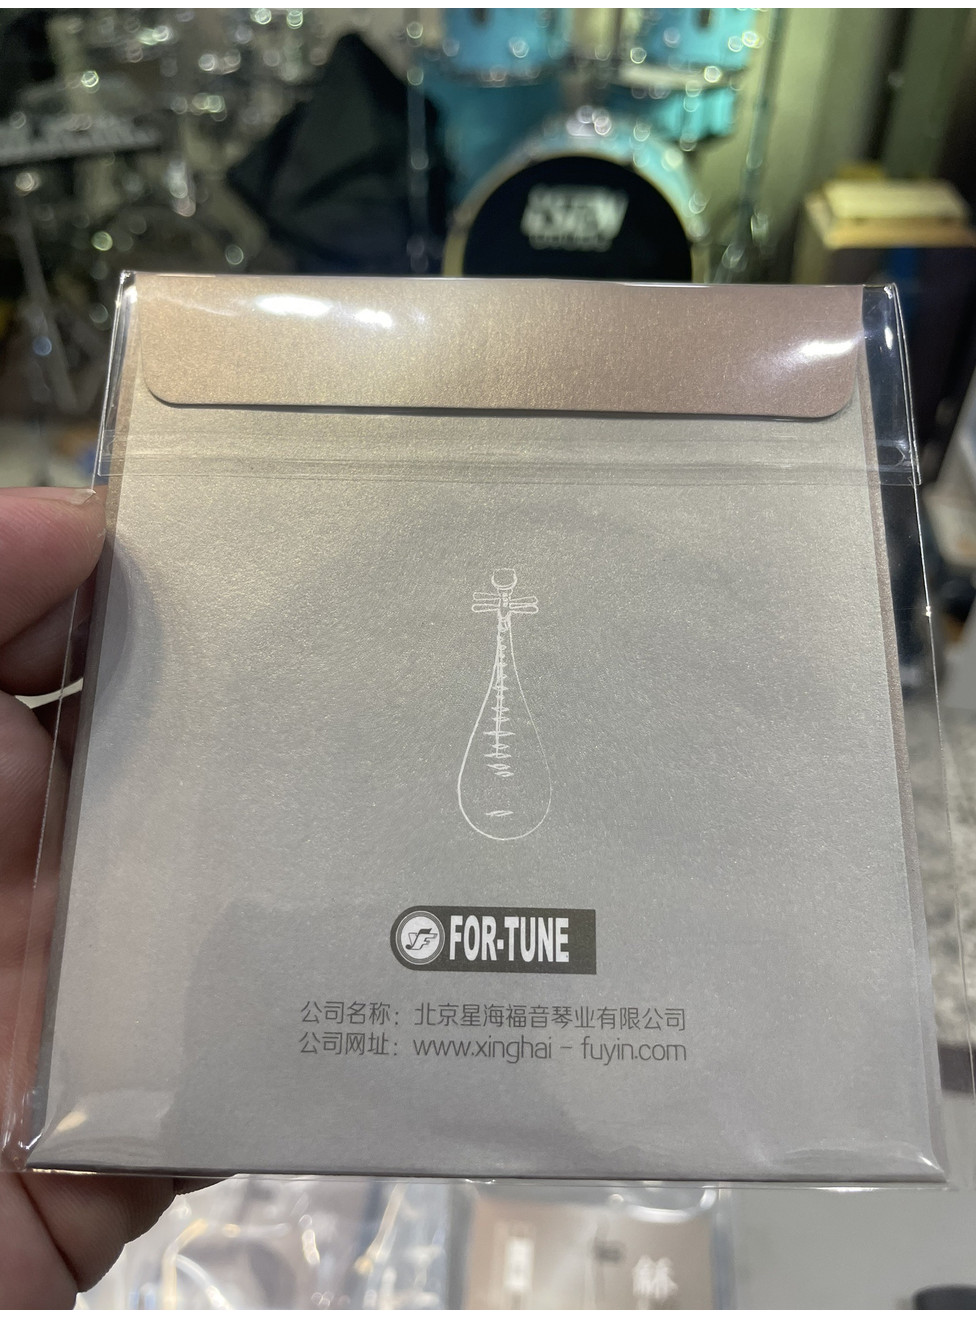 FOR-TUNE
公司名称：北京星海福音琴业有限公司
公司网址：www.xinghai - fuyin.com